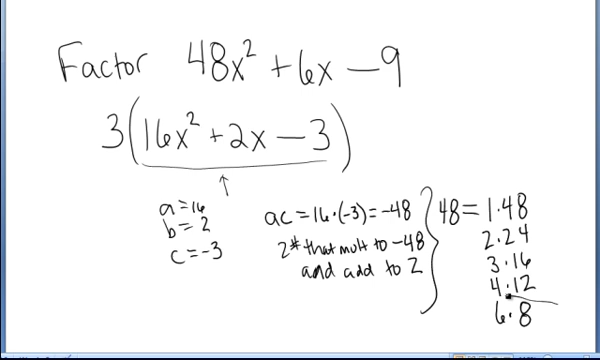 Factor 48x² + 6x - 9
3(16x² + 2x - 3)
a=16
b=2
c=-3
ac = 16·(-3) = -48
2# that mult to -48
and add to 2
48 = 1·48
2·24
3·16
4·12
6·8